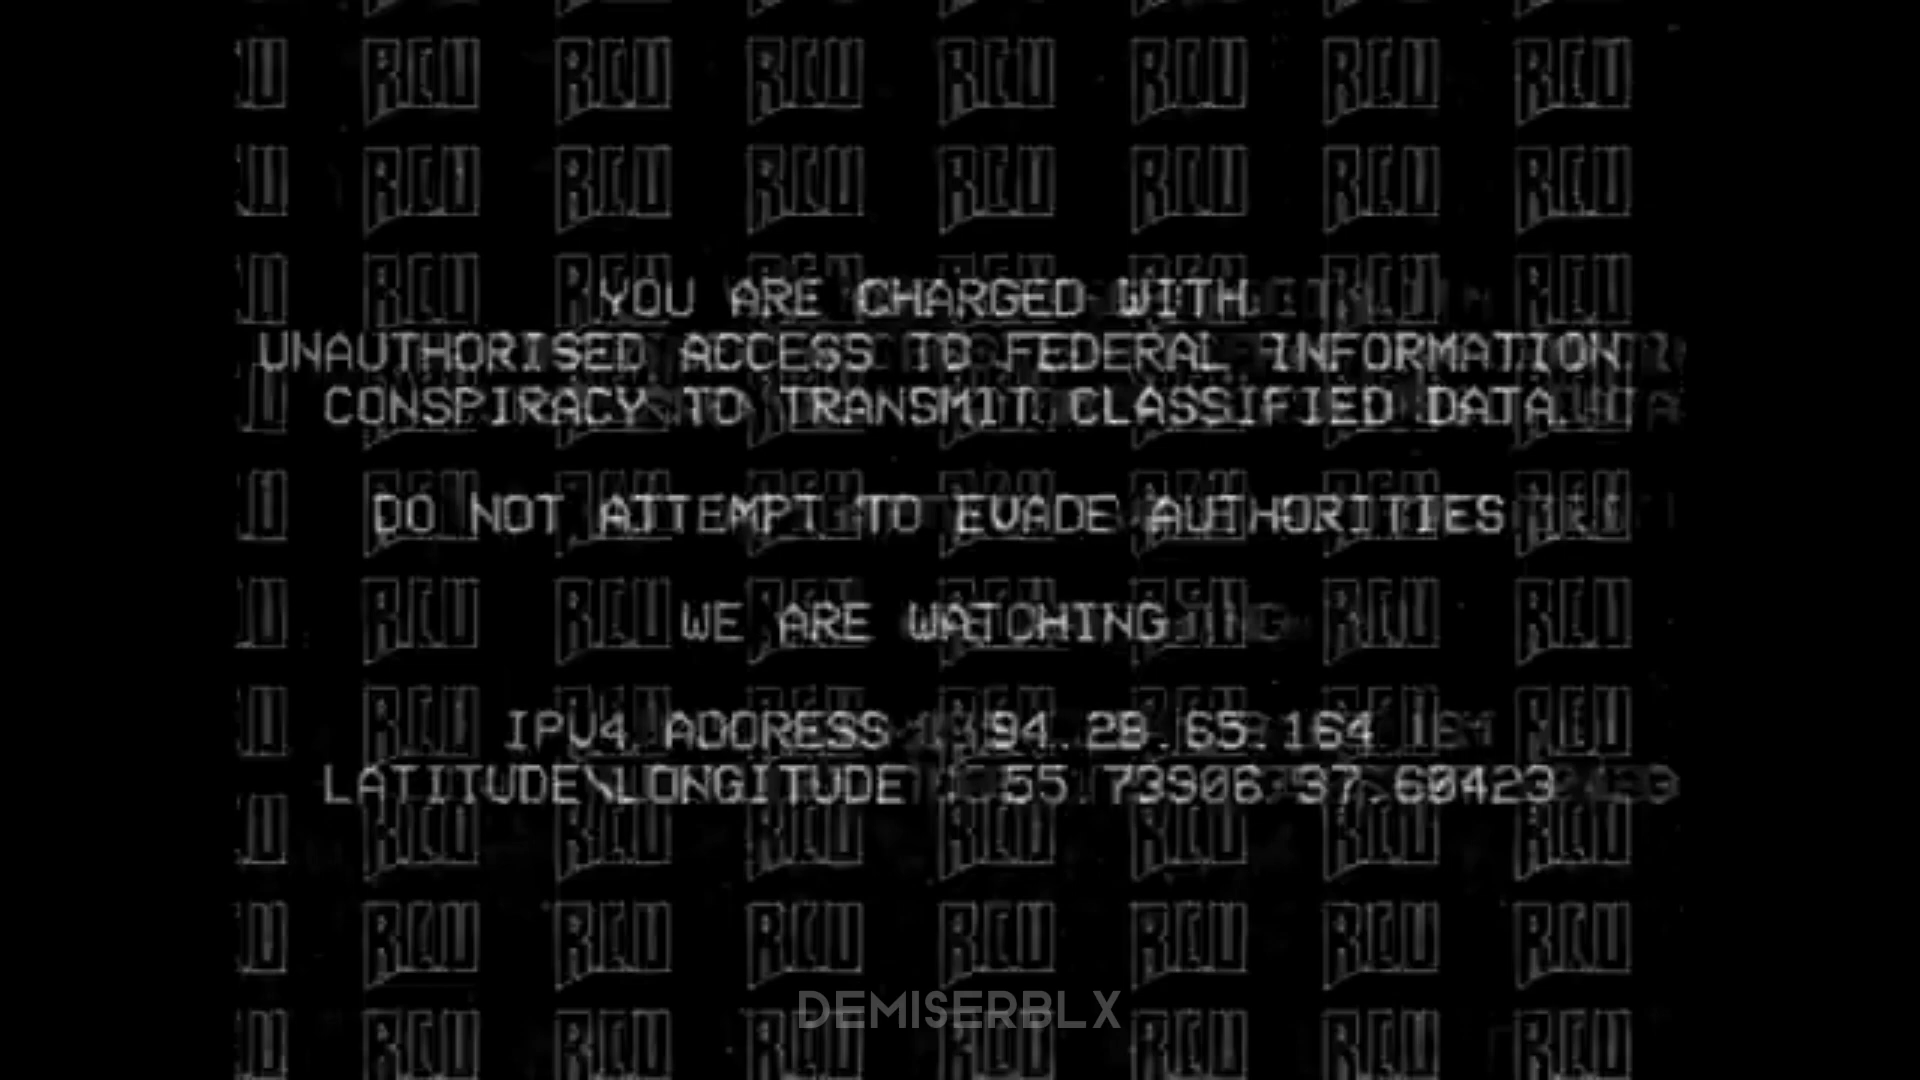 YOU ARE CHARGED WITH
UNAUTHORISED ACCESS TO FEDERAL INFORMATION
CONSPIRACY TO TRANSMIT CLASSIFIED DATA.
DO NOT ATTEMPT TO EVADE AUTHORITIES
WE ARE WATCHING
IPV4 ADDRESS : 94.28.65.164
LATITUDE\LONGITUDE : 55.73906 37.60423
DEMISERBLX